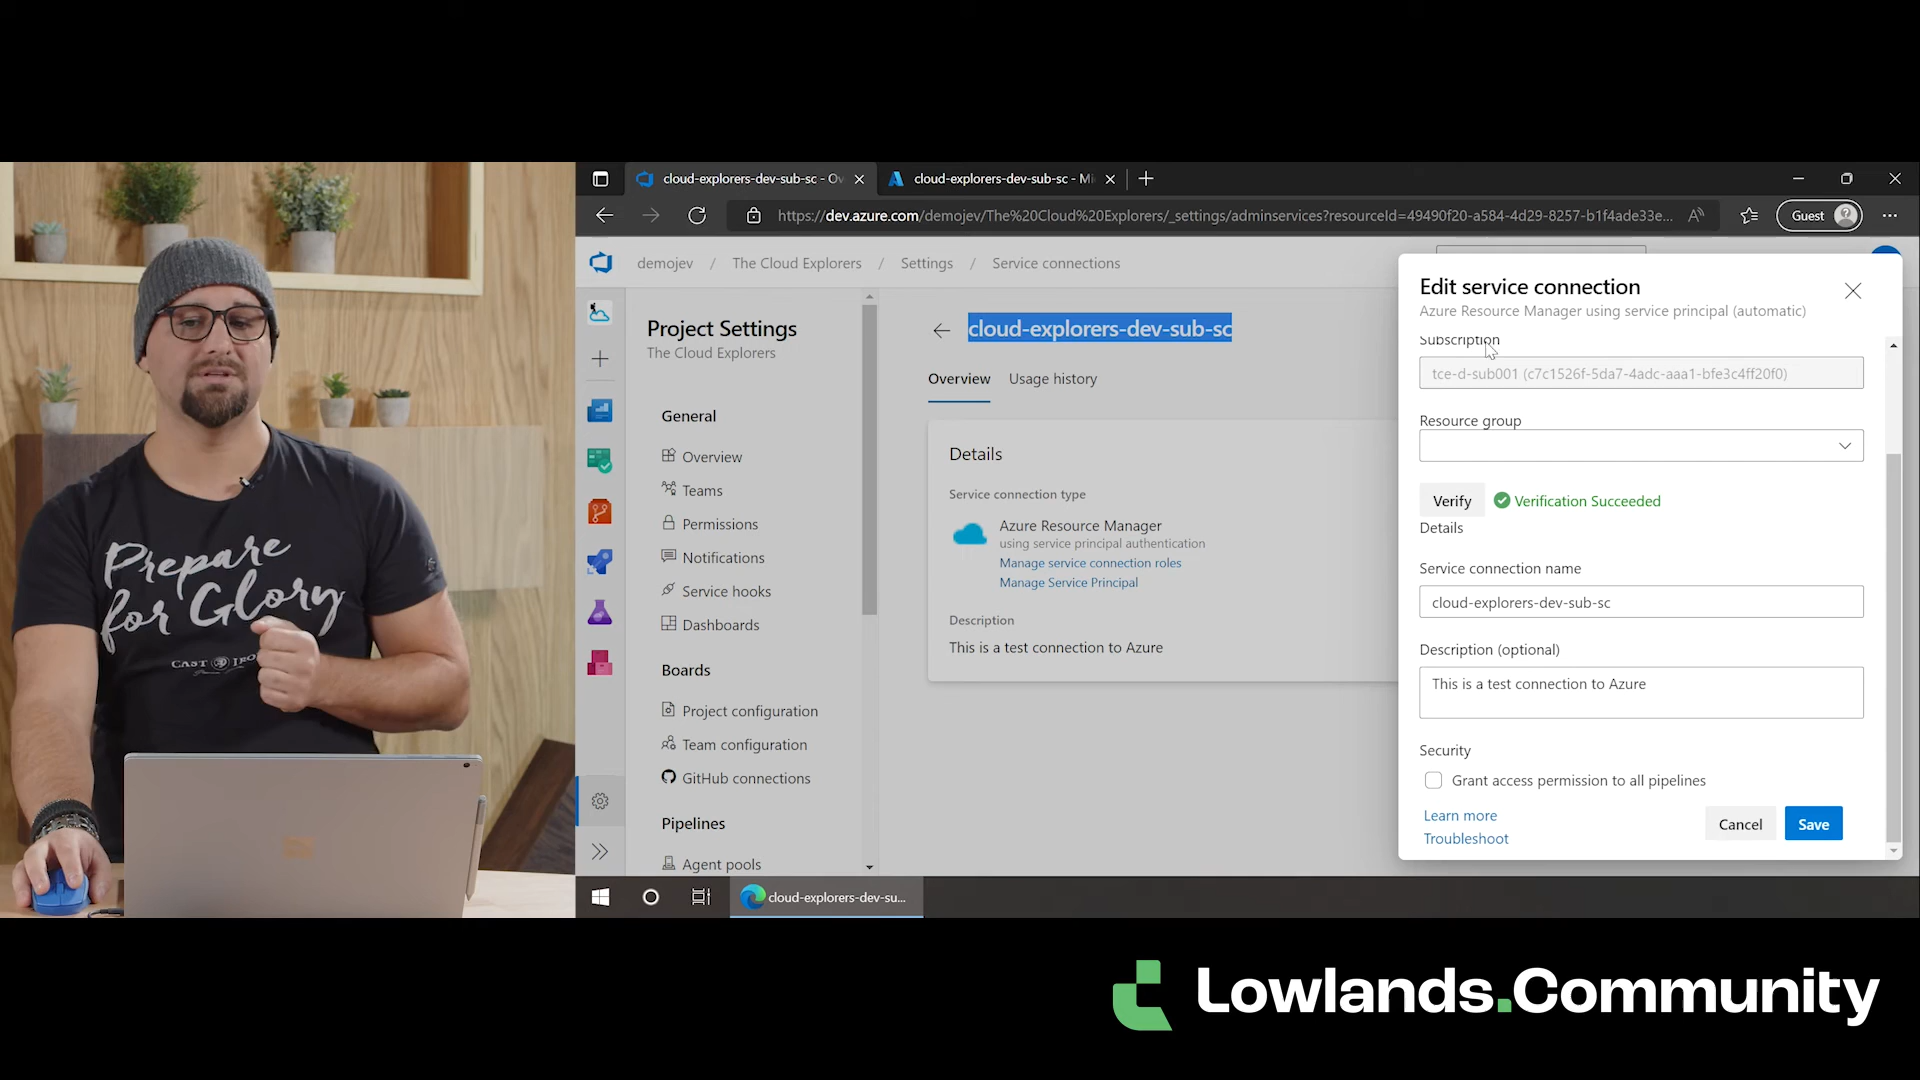 cloud-explorers-dev-sub-sc - Ov
cloud-explorers-dev-sub-sc - Mi
https://dev.azure.com/demojev/The%20Cloud%20Explorers/_settings/adminservices?resourceId=49490f20-a584-4d29-8257-b1f4ade33e...
Guest
demojev / The Cloud Explorers / Settings / Service connections
Project Settings
The Cloud Explorers
General
Overview
Teams
Permissions
Notifications
Service hooks
Dashboards
Boards
Project configuration
Team configuration
GitHub connections
Pipelines
Agent pools
cloud-explorers-dev-sub-sc
Overview
Usage history
Details
Service connection type
Azure Resource Manager
using service principal authentication
Manage service connection roles
Manage Service Principal
Description
This is a test connection to Azure
Edit service connection
Azure Resource Manager using service principal (automatic)
Subscription
tce-d-sub001 (c7c1526f-5da7-4adc-aaa1-bfe3c4ff20f0)
Resource group
Verify
Verification Succeeded
Details
Service connection name
cloud-explorers-dev-sub-sc
Description (optional)
This is a test connection to Azure
Security
Grant access permission to all pipelines
Learn more
Troubleshoot
Cancel
Save
cloud-explorers-dev-su...
Prepare
for Glory
CAST IRON
Lowlands.Community